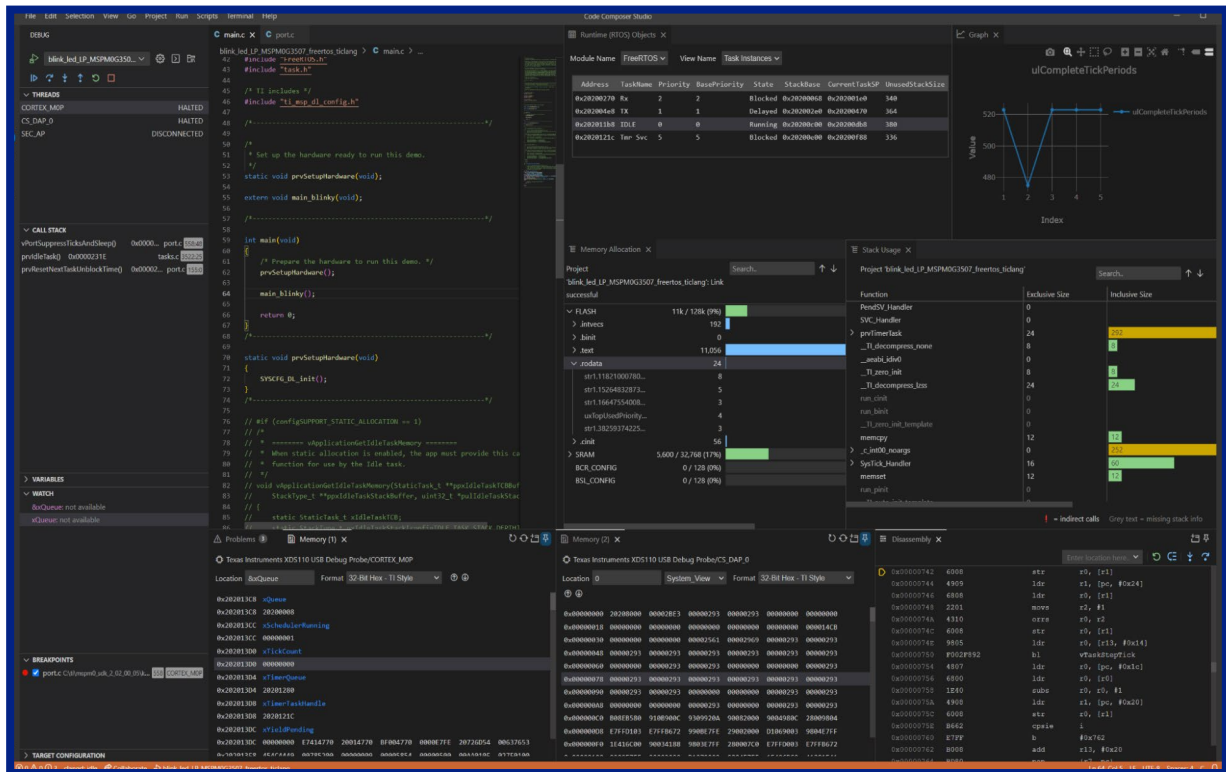 File Edit Selection View Go Project Run Scripts Terminal Help
Code Composer Studio
DEBUG
blink_led_LP_MSPM0G350...
THREADS
CORTEX_M0P HALTED
CS_DAP_0 HALTED
SEC_AP DISCONNECTED
CALL STACK
vPortSuppressTicksAndSleep() 0x0000... port.c 558:48
prvIdleTask() 0x0000231E tasks.c 3522:25
prvResetNextTaskUnblockTime() 0x00002... port.c
VARIABLES
WATCH
&xQueue: not available
xQueue: not available
BREAKPOINTS
port.c 558 CORTEX_M0P
TARGET CONFIGURATION
C main.c X C port.c
blink_led_LP_MSPM0G3507_freertos_ticlang > C main.c > ...
42 #include "FreeRTOS.h"
43 #include "task.h"
44
45 /* TI includes */
46 #include "ti_msp_dl_config.h"
47
48 /*-----------------------------------------------------------*/
49
50 /*
51 * Set up the hardware ready to run this demo.
52 */
53 static void prvSetupHardware(void);
54
55 extern void main_blinky(void);
56
57 /*-----------------------------------------------------------*/
58
59 int main(void)
60 {
61 /* Prepare the hardware to run this demo. */
62 prvSetupHardware();
63
64 main_blinky();
65
66 return 0;
67 }
68 /*-----------------------------------------------------------*/
69
70 static void prvSetupHardware(void)
71 {
72 SYSCFG_DL_init();
73 }
74 /*-----------------------------------------------------------*/
75
76 // #if (configSUPPORT_STATIC_ALLOCATION == 1)
77 // /*
78 // * ======== vApplicationGetIdleTaskMemory ========
79 // * When static allocation is enabled, the app must provide this ca
80 // * function for use by the Idle task.
81 // */
82 // void vApplicationGetIdleTaskMemory(StaticTask_t **ppxIdleTaskTCBBuf
83 // StackType_t **ppxIdleTaskStackBuffer, uint32_t *pulIdleTaskStac
84 // {
85 // static StaticTask_t xIdleTaskTCB;
Runtime (RTOS) Objects X
Module Name FreeRTOS View Name Task Instances
Address TaskName Priority BasePriority State StackBase CurrentTaskSP UnusedStackSize
0x20200270 Rx 2 2 Blocked 0x20200068 0x202001e0 340
0x202004e8 TX 1 1 Delayed 0x202002e0 0x20200470 364
0x202011b8 IDLE 0 0 Running 0x20200c00 0x20200db8 380
0x2020121c Tmr Svc 5 5 Blocked 0x20200e00 0x20200f88 336
Graph X
ulCompleteTickPeriods
ulCompleteTickPeriods
Value
520
500
480
1 2 3 4 5
Index
Memory Allocation X
Project
'blink_led_LP_MSPM0G3507_freertos_ticlang': Link
successful
Search..
FLASH 11k / 128k (9%)
.intvecs 192
.binit 0
.text 11,056
.rodata 24
str1.11821000780... 8
str1.15264832873... 5
str1.16647554008... 3
uxTopUsedPriority... 4
str1.38259374225... 3
.cinit 56
SRAM 5,600 / 32,768 (17%)
BCR_CONFIG 0 / 128 (0%)
BSL_CONFIG 0 / 128 (0%)
Stack Usage X
Project 'blink_led_LP_MSPM0G3507_freertos_ticlang'
Search..
Function Exclusive Size Inclusive Size
PendSV_Handler 0
SVC_Handler 0
prvTimerTask 24 292
__TI_decompress_none 8 8
__aeabi_idiv0 0
__TI_zero_init 8 8
__TI_decompress_lzss 24 24
run_cinit 0
run_binit 0
__TI_zero_init_template 0
memcpy 12 12
_c_int00_noargs 0 252
SysTick_Handler 16 60
memset 12 12
run_pinit 0
! = indirect calls Grey text = missing stack info
Problems 3 Memory (1) X
Texas Instruments XDS110 USB Debug Probe/CORTEX_M0P
Location &xQueue Format 32-Bit Hex - TI Style
0x202013C8 xQueue
0x202013C8 20200008
0x202013CC xSchedulerRunning
0x202013CC 00000001
0x202013D0 xTickCount
0x202013D0 00000000
0x202013D4 xTimerQueue
0x202013D4 20201280
0x202013D8 xTimerTaskHandle
0x202013D8 2020121C
0x202013DC xYieldPending
0x202013DC 00000000 E7414770 20014770 BF004770 0000E7FE 20726D54 00637653
Memory (2) X
Texas Instruments XDS110 USB Debug Probe/CS_DAP_0
Location 0 System_View Format 32-Bit Hex - TI Style
0x00000000 20208000 00002BE3 00000293 00000293 00000000 00000000
0x00000018 00000000 00000000 00000000 00000000 00000000 000014CB
0x00000030 00000000 00000000 00002561 00002969 00000293 00000293
0x00000048 00000293 00000293 00000000 00000000 00000293 00000293
0x00000060 00000000 00000000 00000000 00000000 00000000 00000000
0x00000078 00000293 00000000 00000293 00000293 00000293 00000293
0x00000090 00000000 00000293 00000000 00000000 00000000 00000293
0x000000A8 00000000 00000000 00000293 00000000 00000293 00000293
0x000000C0 B08EB580 910B900C 9309920A 90082000 9004980C 28009804
0x000000D8 E7FFD103 E7FFB672 9908E7FE 29002000 D1069003 9804E7FF
0x000000F0 1E416C00 90034188 9803E7FF 280007C0 E7FFD003 E7FFB672
Disassembly X
Enter location here
0x00000742 6008 str r0, [r1]
0x00000744 4909 ldr r1, [pc, #0x24]
0x00000746 6808 ldr r0, [r1]
0x00000748 2201 movs r2, #1
0x0000074A 4310 orrs r0, r2
0x0000074C 6008 str r0, [r1]
0x0000074E 9805 ldr r0, [r13, #0x14]
0x00000750 F002F892 bl vTaskStepTick
0x00000754 4807 ldr r0, [pc, #0x1c]
0x00000756 6800 ldr r0, [r0]
0x00000758 1E40 subs r0, r0, #1
0x0000075A 4908 ldr r1, [pc, #0x20]
0x0000075C 6008 str r0, [r1]
0x0000075E B662 cpsie i
0x00000760 E7FF b #0x762
0x00000762 B008 add r13, #0x20